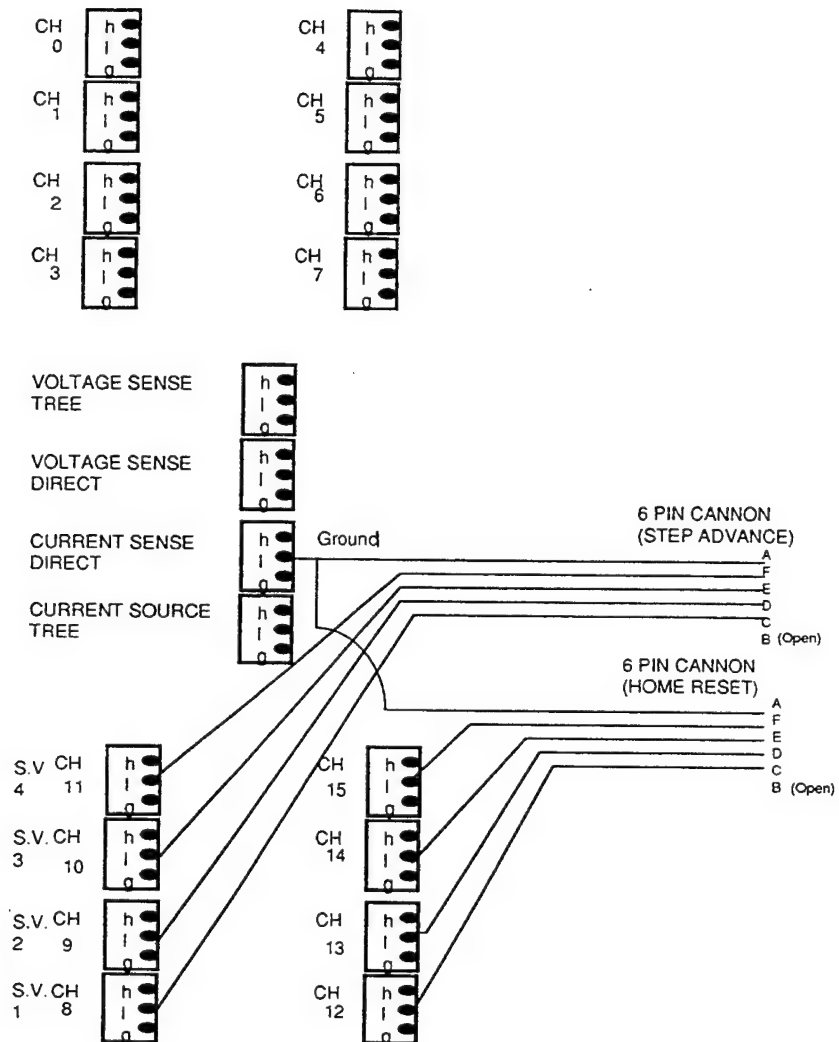 CH
0
h
l
g
CH
4
h
l
g
CH
1
h
l
g
CH
5
h
l
g
CH
2
h
l
g
CH
6
h
l
g
CH
3
h
l
g
CH
7
h
l
g
VOLTAGE SENSE
TREE
h
l
g
VOLTAGE SENSE
DIRECT
h
l
g
CURRENT SENSE
DIRECT
h
l
g
Ground
CURRENT SOURCE
TREE
h
l
g
6 PIN CANNON
(STEP ADVANCE)
A
F
E
D
C
B (Open)
6 PIN CANNON
(HOME RESET)
A
F
E
D
C
B (Open)
S.V CH
4 11
h
l
g
CH
15
h
l
g
S.V. CH
3 10
h
l
g
CH
14
h
l
g
S.V. CH
2 9
h
l
g
CH
13
h
l
g
S.V. CH
1 8
h
l
g
CH
12
h
l
g